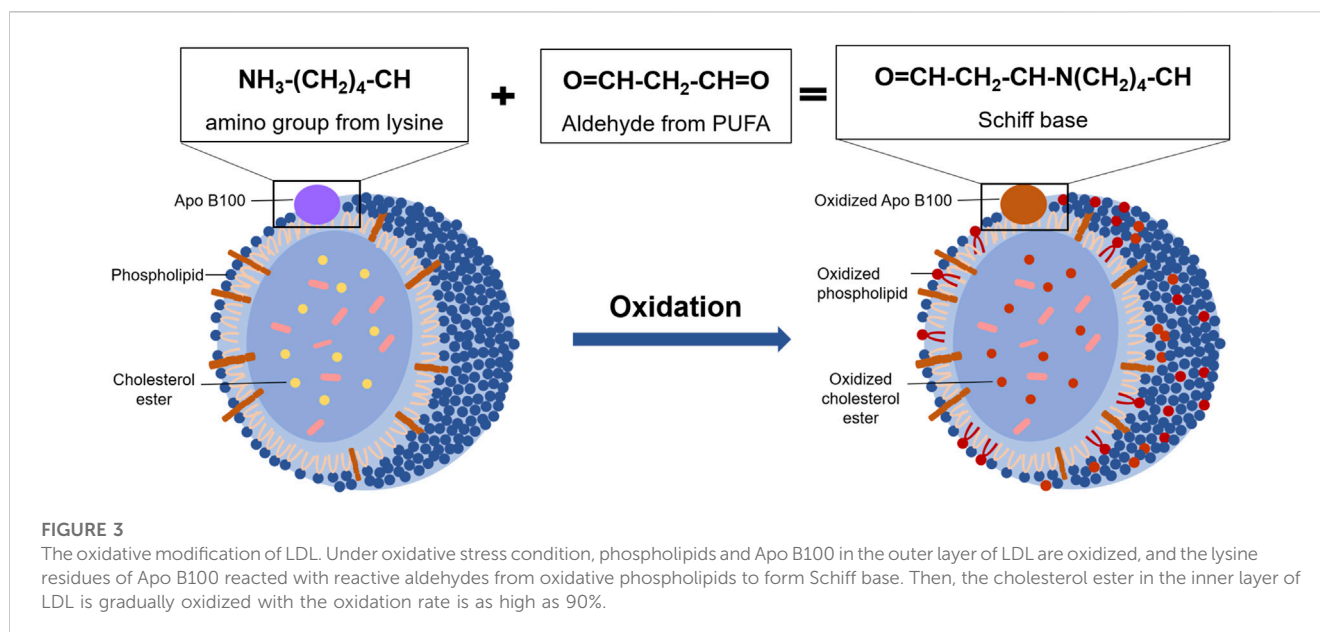 NH₃-(CH₂)₄-CH
amino group from lysine
+
O=CH-CH₂-CH=O
Aldehyde from PUFA
=
O=CH-CH₂-CH-N(CH₂)₄-CH
Schiff base
Apo B100
Phospholipid
Cholesterol
ester
Oxidation
Oxidized Apo B100
Oxidized
phospholipid
Oxidized
cholesterol
ester
FIGURE 3
The oxidative modification of LDL. Under oxidative stress condition, phospholipids and Apo B100 in the outer layer of LDL are oxidized, and the lysine
residues of Apo B100 reacted with reactive aldehydes from oxidative phospholipids to form Schiff base. Then, the cholesterol ester in the inner layer of
LDL is gradually oxidized with the oxidation rate is as high as 90%.